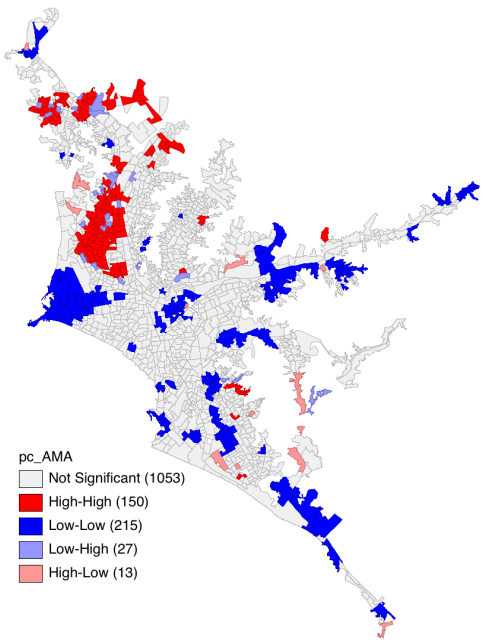 pc_AMA
Not Significant (1053)
High-High (150)
Low-Low (215)
Low-High (27)
High-Low (13)